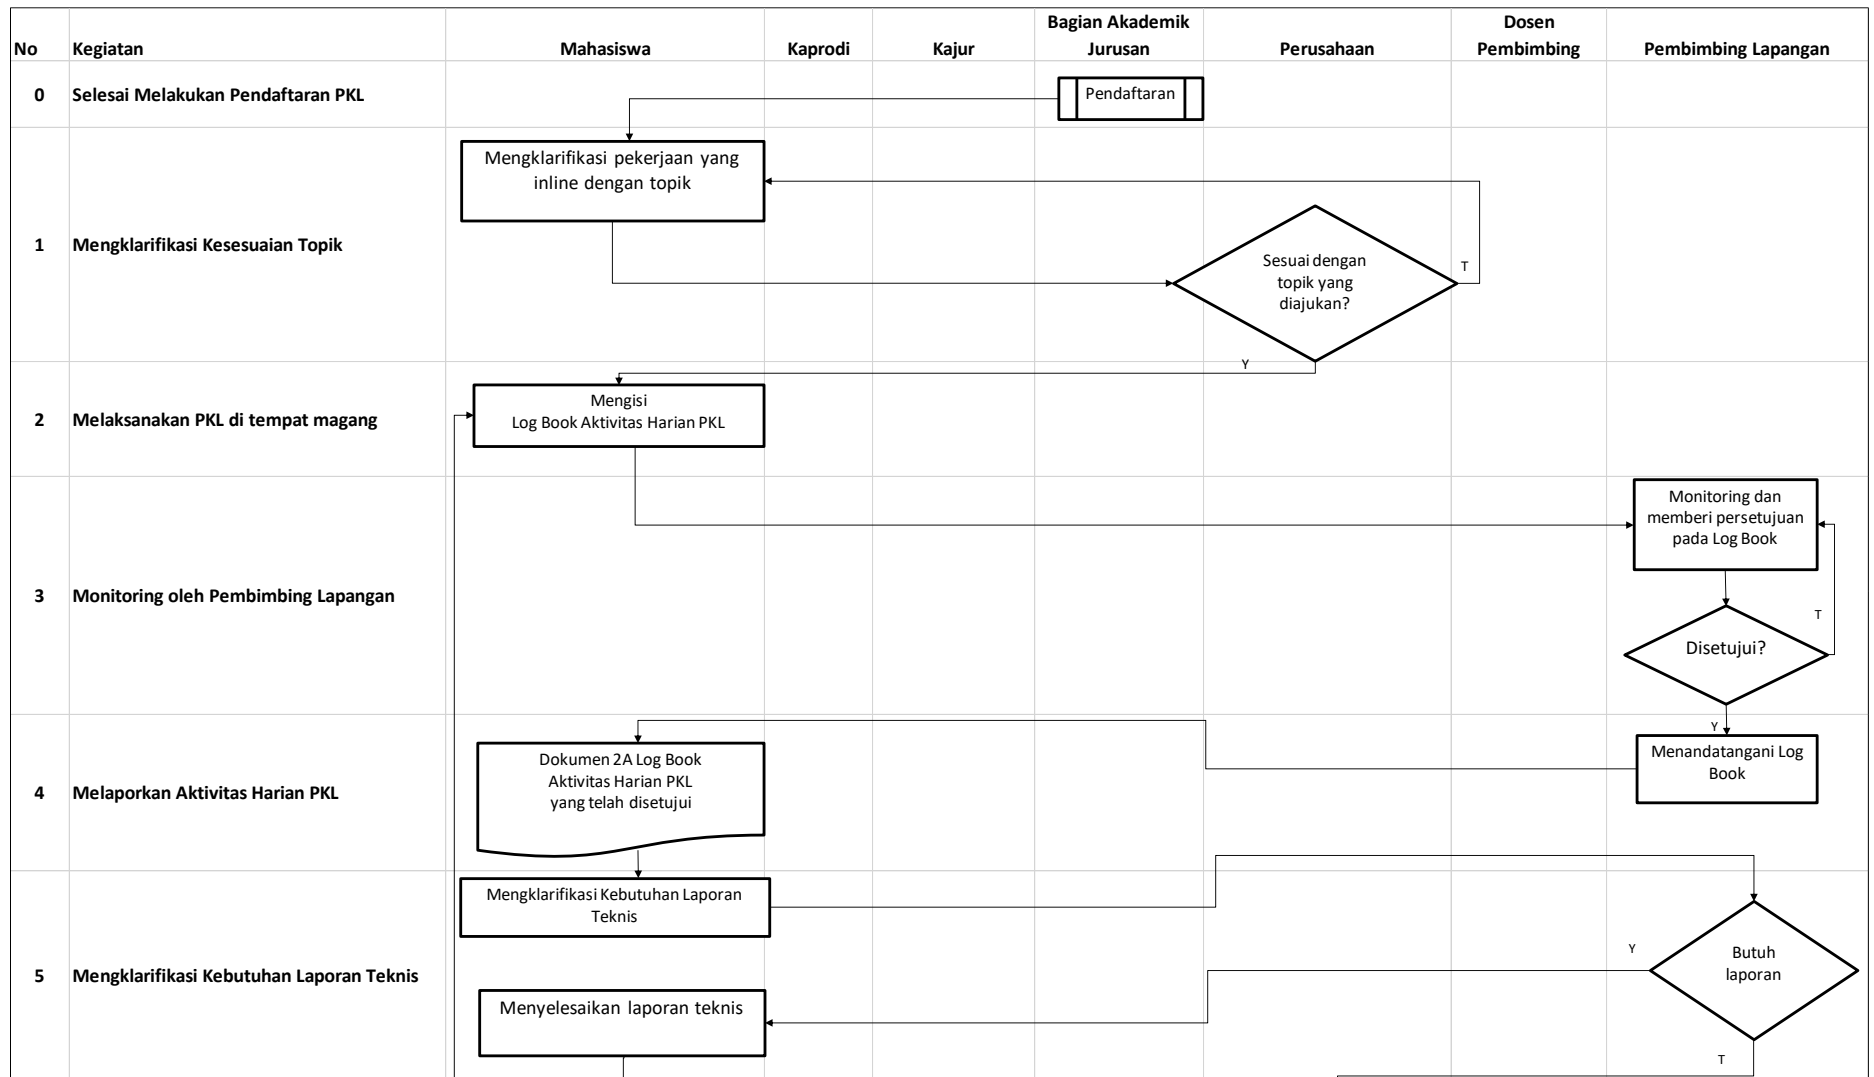 Bagian Akademik
Dosen
No Kegiatan Mahasiswa Kaprodi Kajur Jurusan Perusahaan Pembimbing Pembimbing Lapangan
0 Selesai Melakukan Pendaftaran PKL
Pendaftaran
Mengklarifikasi pekerjaan yang
inline dengan topik
1 Mengklarifikasi Kesesuaian Topik
Sesuai dengan
topik yang
diajukan?
T
Y
2 Melaksanakan PKL di tempat magang
Mengisi
Log Book Aktivitas Harian PKL
3 Monitoring oleh Pembimbing Lapangan
Monitoring dan
memberi persetujuan
pada Log Book
T
Disetujui?
Y
4 Melaporkan Aktivitas Harian PKL
Dokumen 2A Log Book
Aktivitas Harian PKL
yang telah disetujui
Menandatangani Log
Book
5 Mengklarifikasi Kebutuhan Laporan Teknis
Mengklarifikasi Kebutuhan Laporan
Teknis
Y
Butuh
laporan
Menyelesaikan laporan teknis
T